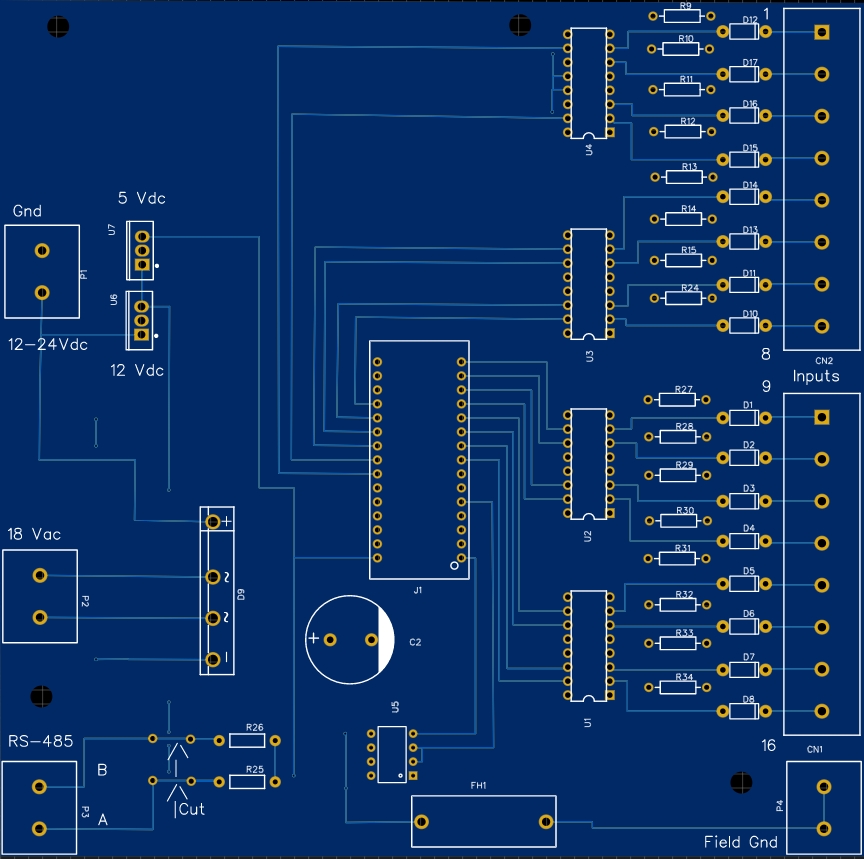 R9
1
D12
R10
D17
R11
D16
R12
U4
D15
R13
D14
5 Vdc
R14
Gnd
U7
D13
R15
P1
D11
U6
R24
D10
12-24Vdc
U3
8
CN2
12 Vdc
Inputs
9
R27
D1
R28
D2
R29
D3
R30
18 Vac
+
U2
D4
R31
D5
~
J1
D9
P2
R32
~
D6
+
C2
R33
-
D7
R34
D8
U5
U1
R26
RS-485
16
CN1
B
R25
FH1
P3
Cut
P4
A
Field Gnd